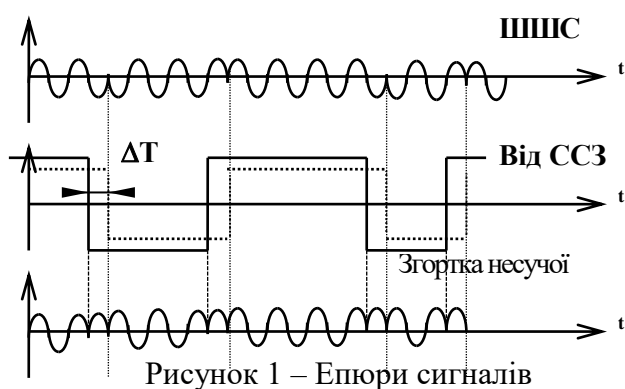 ШШС
t
ΔT
Від ССЗ
t
Згортка несучої
t
Рисунок 1 – Епюри сигналів